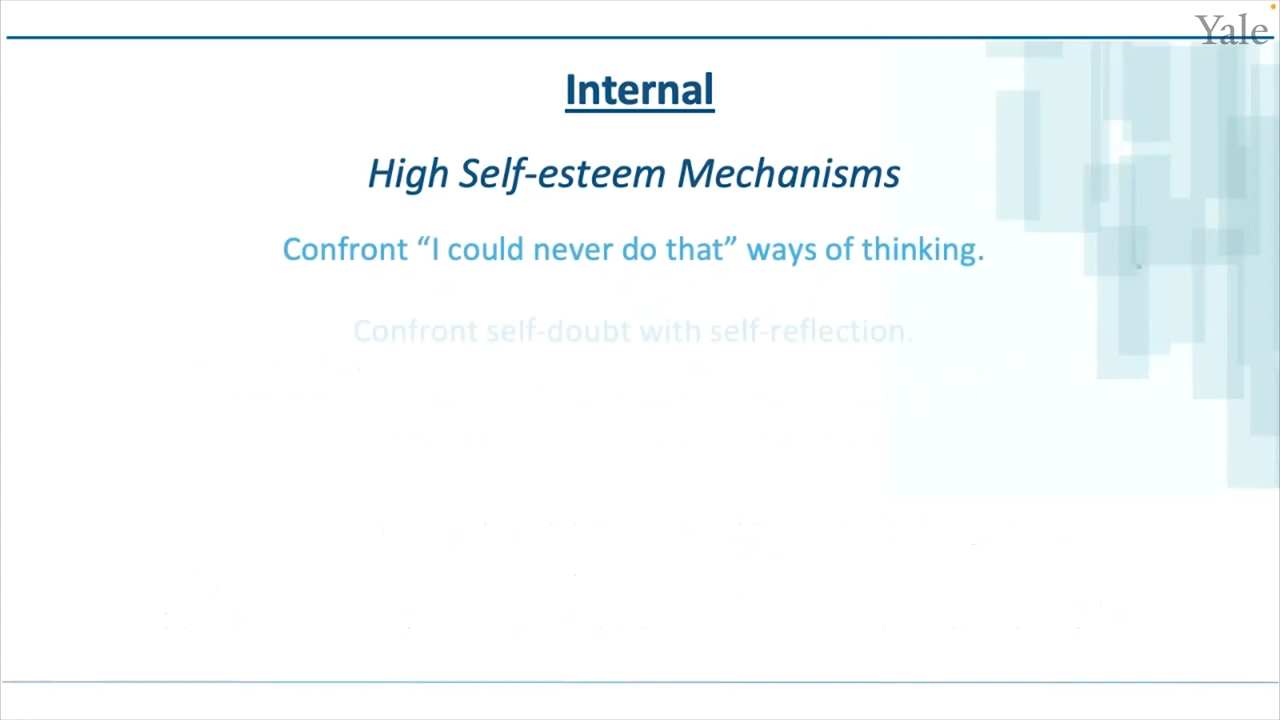 Yale
Internal
High Self-esteem Mechanisms
Confront “I could never do that” ways of thinking.
Confront self-doubt with self-reflection.